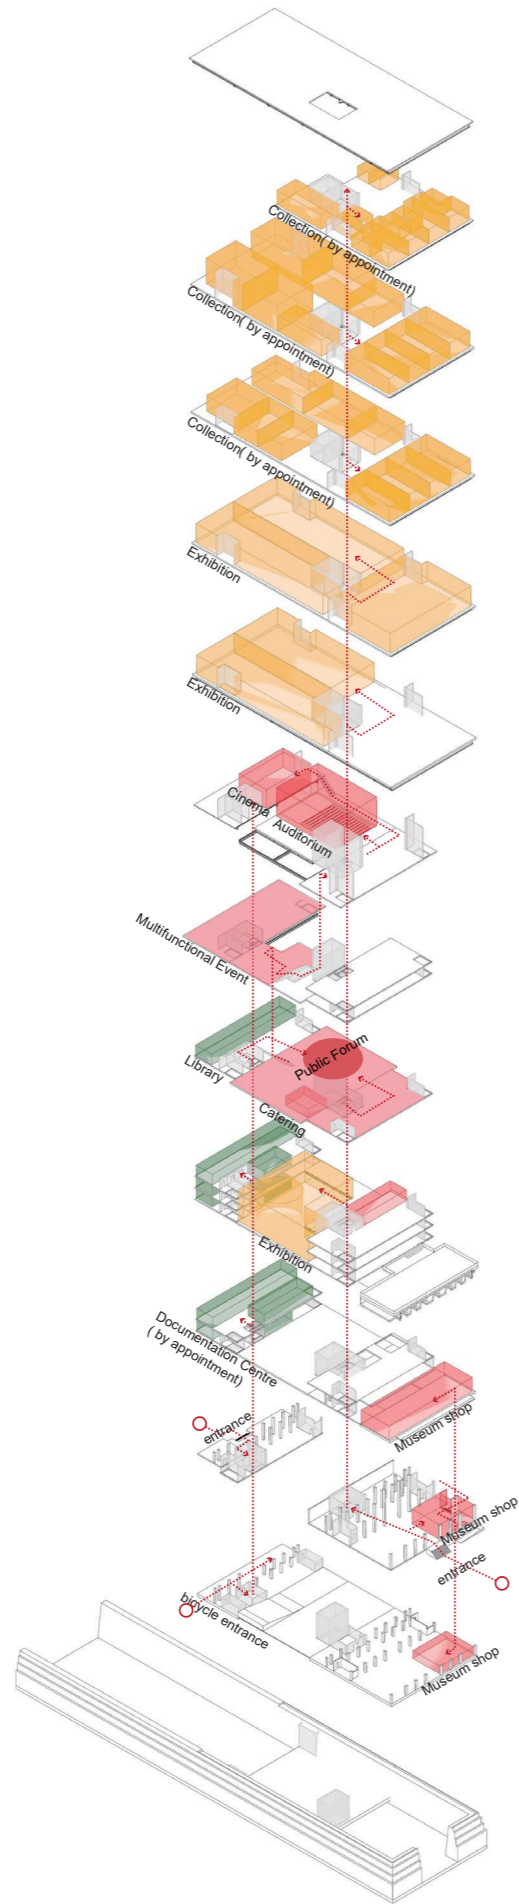 Collection( by appointment)
Collection( by appointment)
Collection( by appointment)
Exhibition
Exhibition
Cinema
Auditorium
Multifunctional Event
Public Forum
Library
Catering
Exhibition
Documentation Centre
( by appointment)
Museum shop
entrance
Museum shop
entrance
bicycle entrance
Museum shop